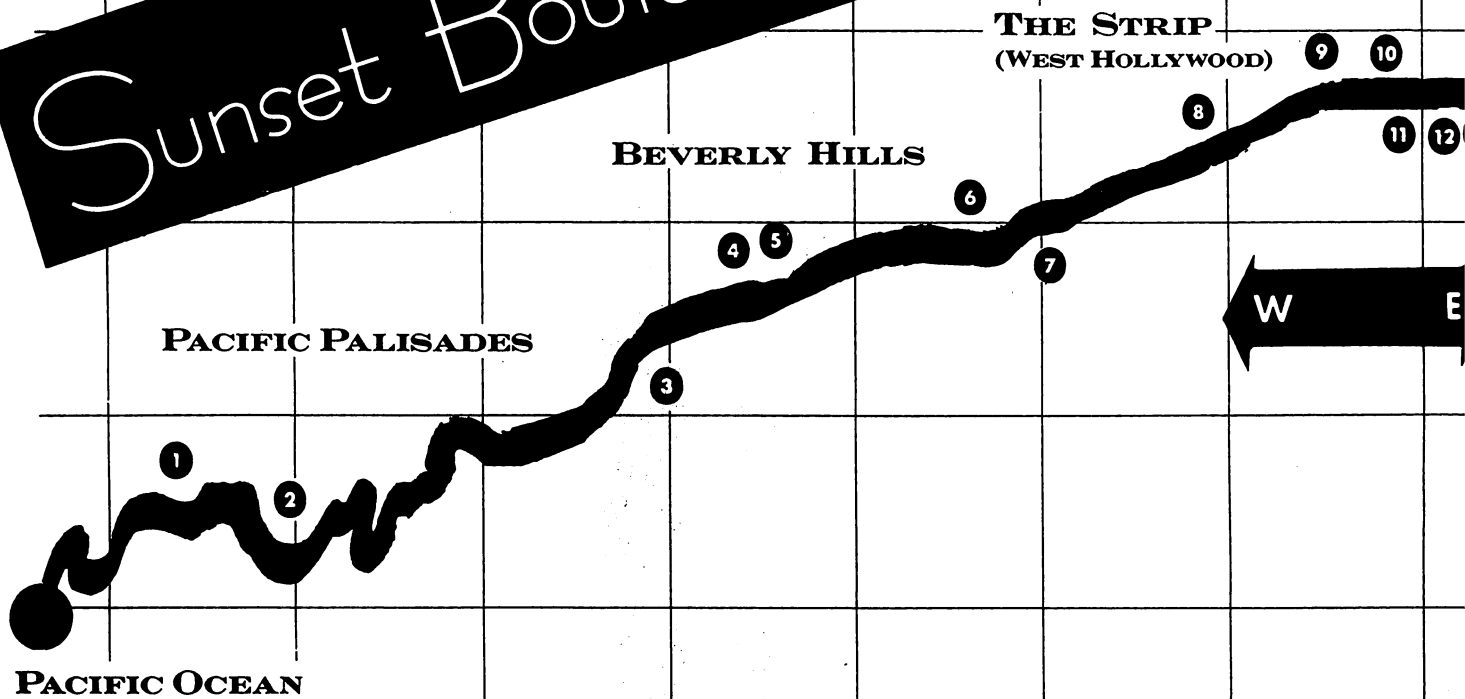 Sunset Boul
THE STRIP
(WEST HOLLYWOOD)
9
10
8
11
12
BEVERLY HILLS
6
4
5
7
W
E
PACIFIC PALISADES
3
1
2
PACIFIC OCEAN